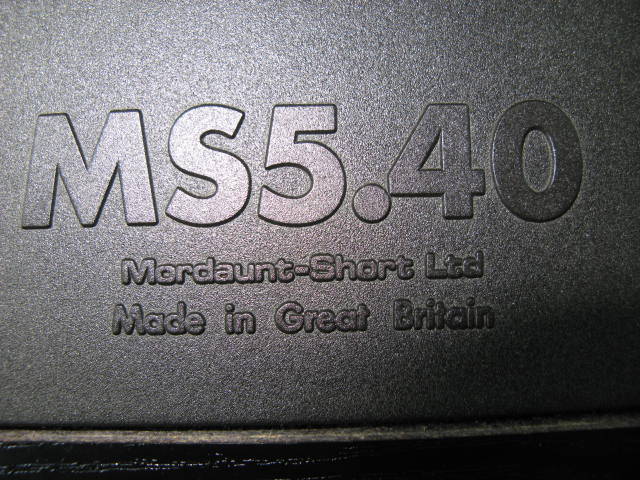 MS5.40
Mordaunt-Short Ltd
Made in Great Britain